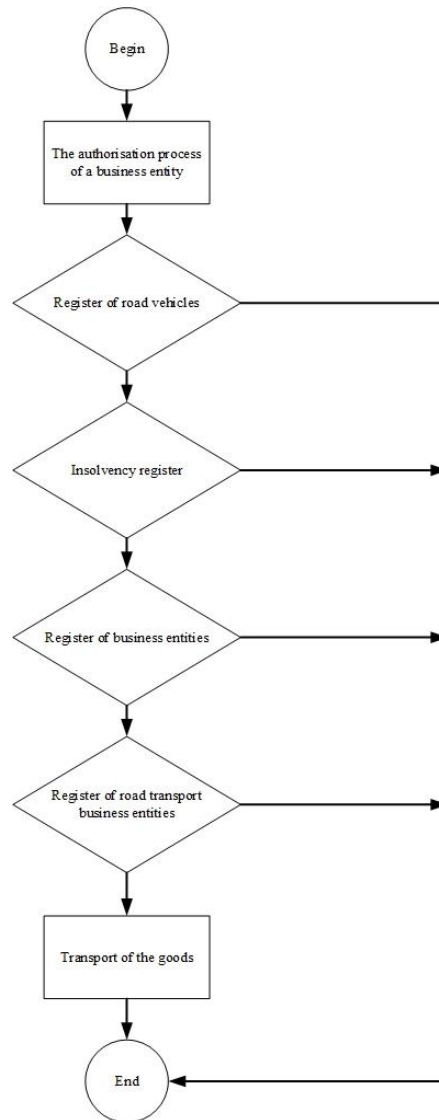 Begin
The authorisation process
of a business entity
Register of road vehicles
Insolvency register
Register of business entities
Register of road transport
business entities
Transport of the goods
End